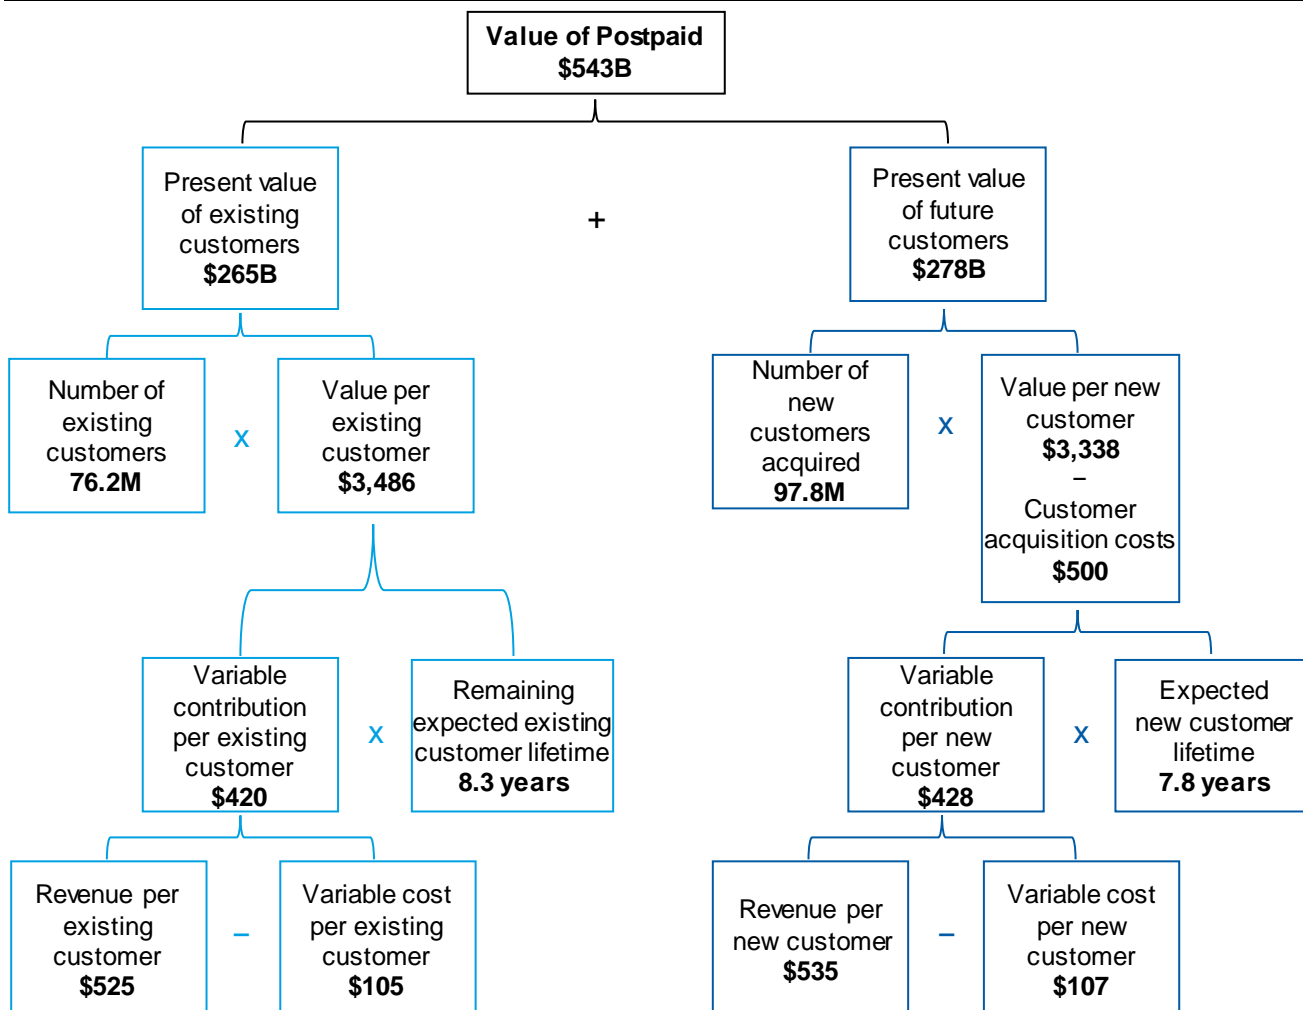 Value of Postpaid
$543B
Present value
of existing
customers
$265B
+
Present value
of future
customers
$278B
Number of
existing
customers
76.2M
x
Value per
existing
customer
$3,486
Number of
new
customers
acquired
97.8M
x
Value per new
customer
$3,338
–
Customer
acquisition costs
$500
Variable
contribution
per existing
customer
$420
x
Remaining
expected existing
customer lifetime
8.3 years
Variable
contribution
per new
customer
$428
x
Expected
new customer
lifetime
7.8 years
Revenue per
existing
customer
$525
–
Variable cost
per existing
customer
$105
Revenue per
new customer
$535
–
Variable cost
per new
customer
$107